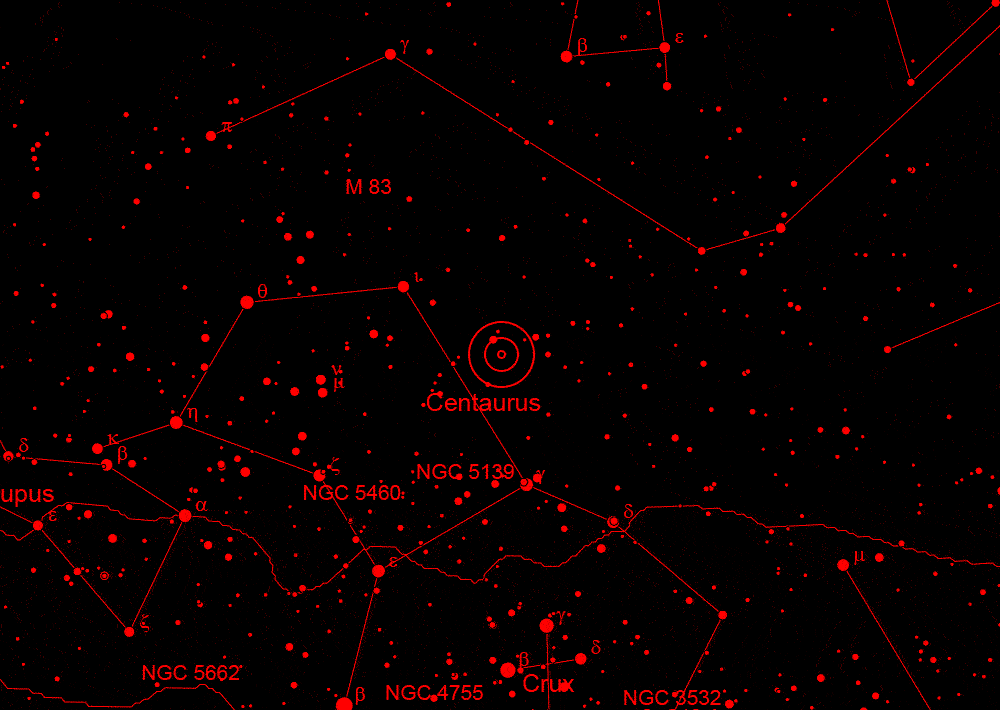 γ
β
ε
π
M 83
θ
ι
ν
μ
Centaurus
η
κ
δ
β
ζ
NGC 5139
γ
upus
NGC 5460
α
δ
ε
ε
μ
γ
ξ
β
δ
NGC 5662
Crux
β
NGC 4755
NGC 3532